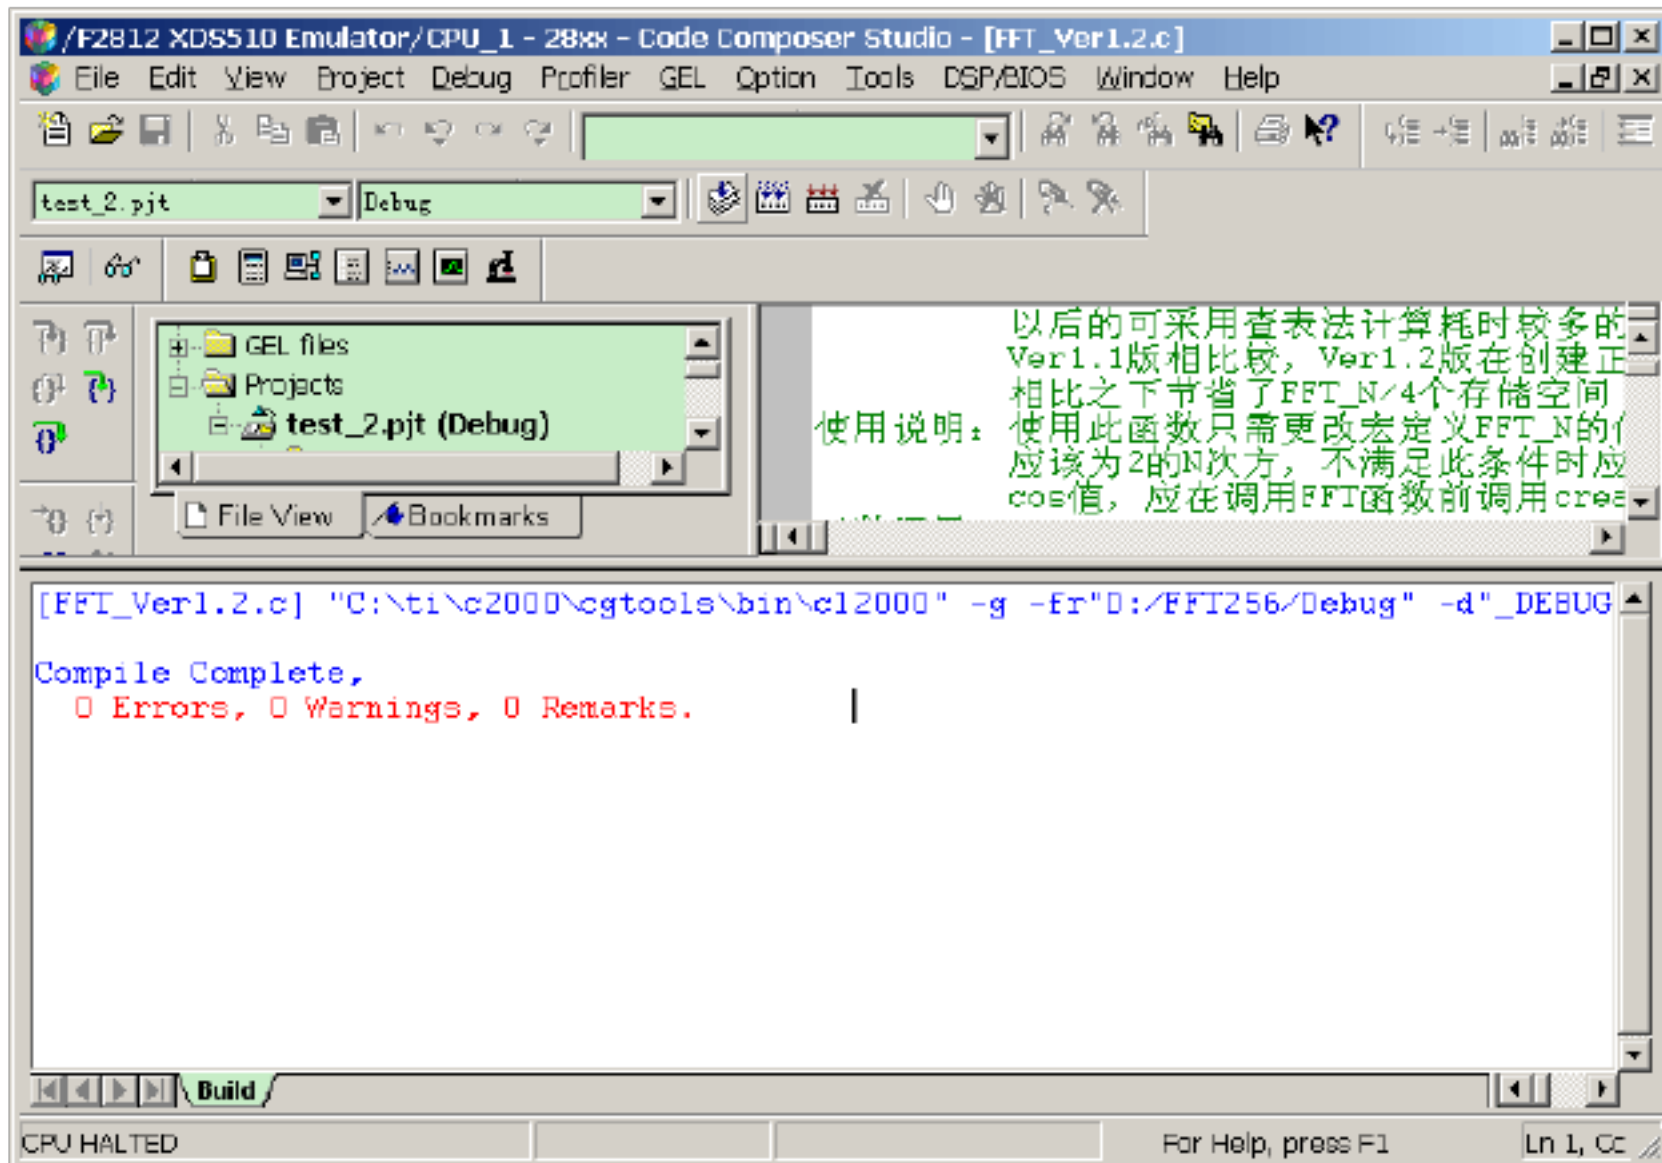 /F2812 XDS510 Emulator/CPU_1 - 28xx - Code Composer Studio - [FFT_Ver1.2.c]
File Edit View Project Debug Profiler GEL Option Tools DSP/BIOS Window Help
test_2.pjt Debug
GEL files
Projects
test_2.pjt (Debug)
File View Bookmarks
以后的可采用查表法计算耗时较多的
Ver1.1版相比较，Ver1.2版在创建正
相比之下节省了FFT_N/4个存储空间
使用说明：使用此函数只需更改宏定义FFT_N的
应该为2的N次方，不满足此条件时应
cos值，应在调用FFT函数前调用crea
[FFT_Ver1.2.c] "C:\ti\c2000\cgtools\bin\cl2000" -g -fr"D:/FFT256/Debug" -d"_DEBUG
Compile Complete,
0 Errors, 0 Warnings, 0 Remarks.
Build
CPU HALTED For Help, press F1 Ln 1, Co